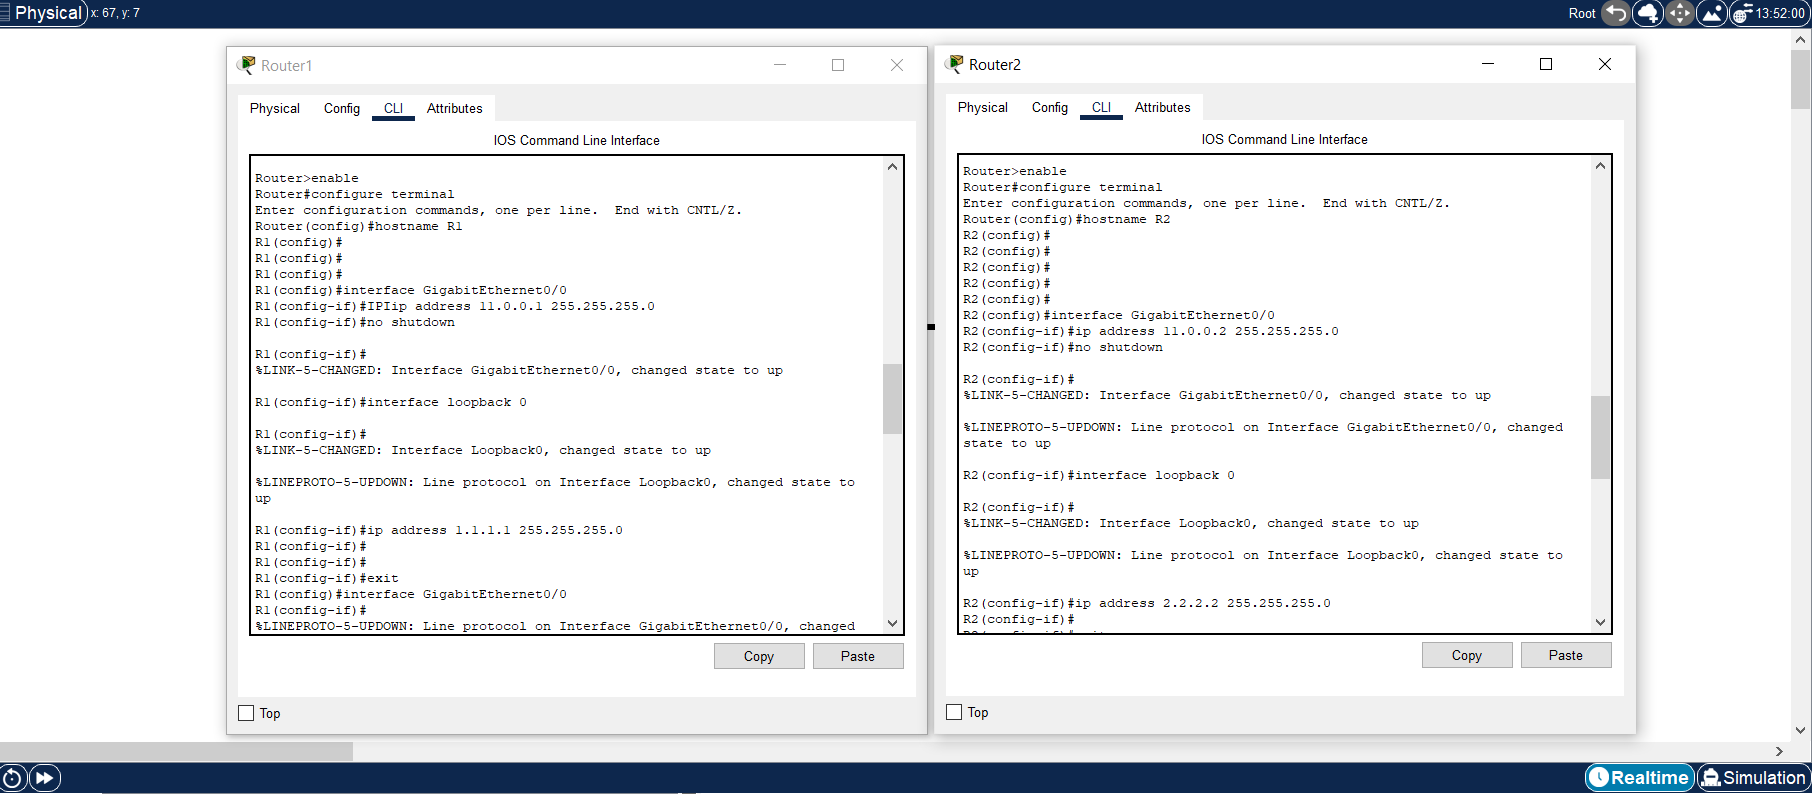 Physical x: 67, y: 7
Root 13:52:00
Router1
Physical Config CLI Attributes
IOS Command Line Interface
Router>enable
Router#configure terminal
Enter configuration commands, one per line.  End with CNTL/Z.
Router(config)#hostname R1
R1(config)#
R1(config)#
R1(config)#
R1(config)#interface GigabitEthernet0/0
R1(config-if)#IPIip address 11.0.0.1 255.255.255.0
R1(config-if)#no shutdown
R1(config-if)#
%LINK-5-CHANGED: Interface GigabitEthernet0/0, changed state to up
R1(config-if)#interface loopback 0
R1(config-if)#
%LINK-5-CHANGED: Interface Loopback0, changed state to up
%LINEPROTO-5-UPDOWN: Line protocol on Interface Loopback0, changed state to
up
R1(config-if)#ip address 1.1.1.1 255.255.255.0
R1(config-if)#
R1(config-if)#
R1(config-if)#exit
R1(config)#interface GigabitEthernet0/0
R1(config-if)#
%LINEPROTO-5-UPDOWN: Line protocol on Interface GigabitEthernet0/0, changed
Copy Paste
Top
Router2
Physical Config CLI Attributes
IOS Command Line Interface
Router>enable
Router#configure terminal
Enter configuration commands, one per line.  End with CNTL/Z.
Router(config)#hostname R2
R2(config)#
R2(config)#
R2(config)#
R2(config)#
R2(config)#
R2(config)#interface GigabitEthernet0/0
R2(config-if)#ip address 11.0.0.2 255.255.255.0
R2(config-if)#no shutdown
R2(config-if)#
%LINK-5-CHANGED: Interface GigabitEthernet0/0, changed state to up
%LINEPROTO-5-UPDOWN: Line protocol on Interface GigabitEthernet0/0, changed
state to up
R2(config-if)#interface loopback 0
R2(config-if)#
%LINK-5-CHANGED: Interface Loopback0, changed state to up
%LINEPROTO-5-UPDOWN: Line protocol on Interface Loopback0, changed state to
up
R2(config-if)#ip address 2.2.2.2 255.255.255.0
R2(config-if)#
Copy Paste
Top
Realtime Simulation